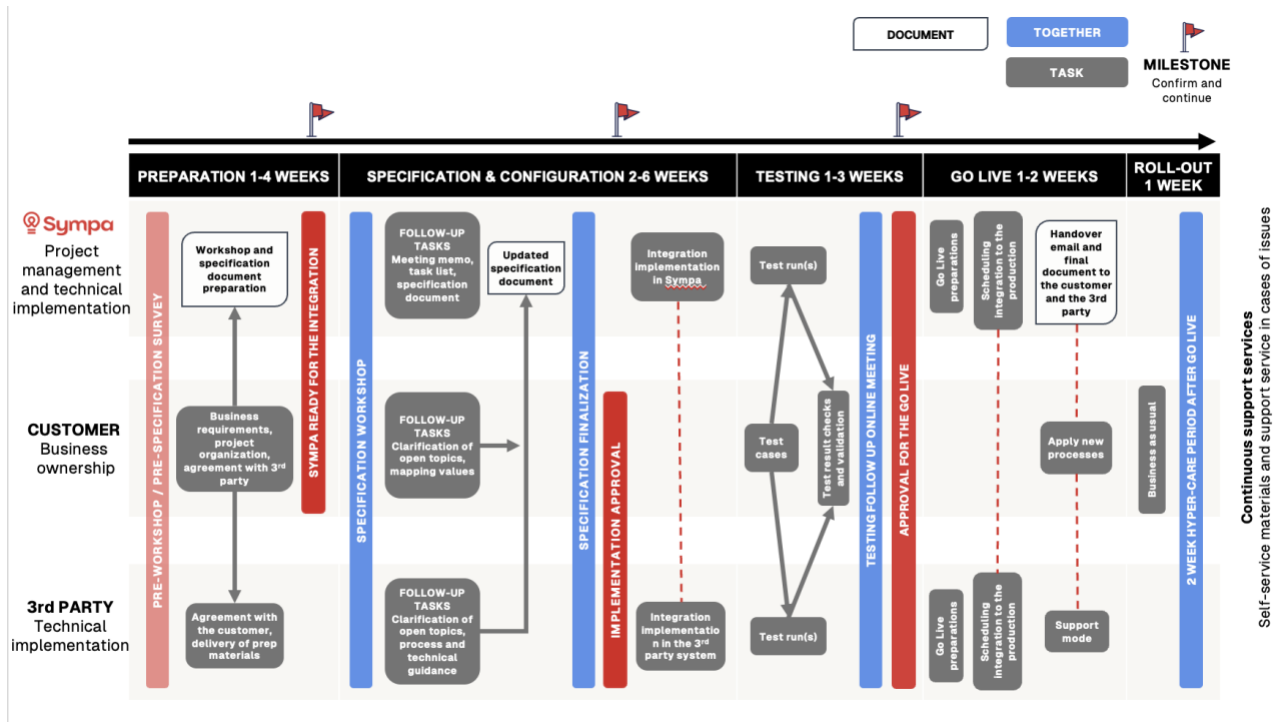 DOCUMENT
TOGETHER
TASK
MILESTONE
Confirm and
continue
PREPARATION 1-4 WEEKS
SPECIFICATION & CONFIGURATION 2-6 WEEKS
TESTING 1-3 WEEKS
GO LIVE 1-2 WEEKS
ROLL-OUT
1 WEEK
Sympa
Project
management
and technical
implementation
PRE-WORKSHOP / PRE-SPECIFICATION SURVEY
Workshop and
specification
document
preparation
SYMPA READY FOR THE INTEGRATION
SPECIFICATION WORKSHOP
FOLLOW-UP
TASKS
Meeting memo,
task list,
specification
document
Updated
specification
document
SPECIFICATION FINALIZATION
Integration
implementation
in Sympa
Test run(s)
TESTING FOLLOW UP ONLINE MEETING
APPROVAL FOR THE GO LIVE
Go Live
preparations
Scheduling
integration to the
production
Handover
email and
final
document to
the customer
and the 3rd
party
2 WEEK HYPER-CARE PERIOD AFTER GO LIVE
Continuous support services
Self-service materials and support service in cases of issues
CUSTOMER
Business
ownership
Business
requirements,
project
organization,
agreement with 3rd
party
FOLLOW-UP
TASKS
Clarification of
open topics,
mapping values
IMPLEMENTATION APPROVAL
Test
cases
Test result checks
and validation
Apply new
processes
Business as usual
3rd PARTY
Technical
implementation
Agreement with
the customer,
delivery of prep
materials
FOLLOW-UP
TASKS
Clarification of
open topics,
process and
technical
guidance
Integration
implementatio
n in the 3rd
party system
Test run(s)
Go Live
preparations
Scheduling
integration to the
production
Support
mode